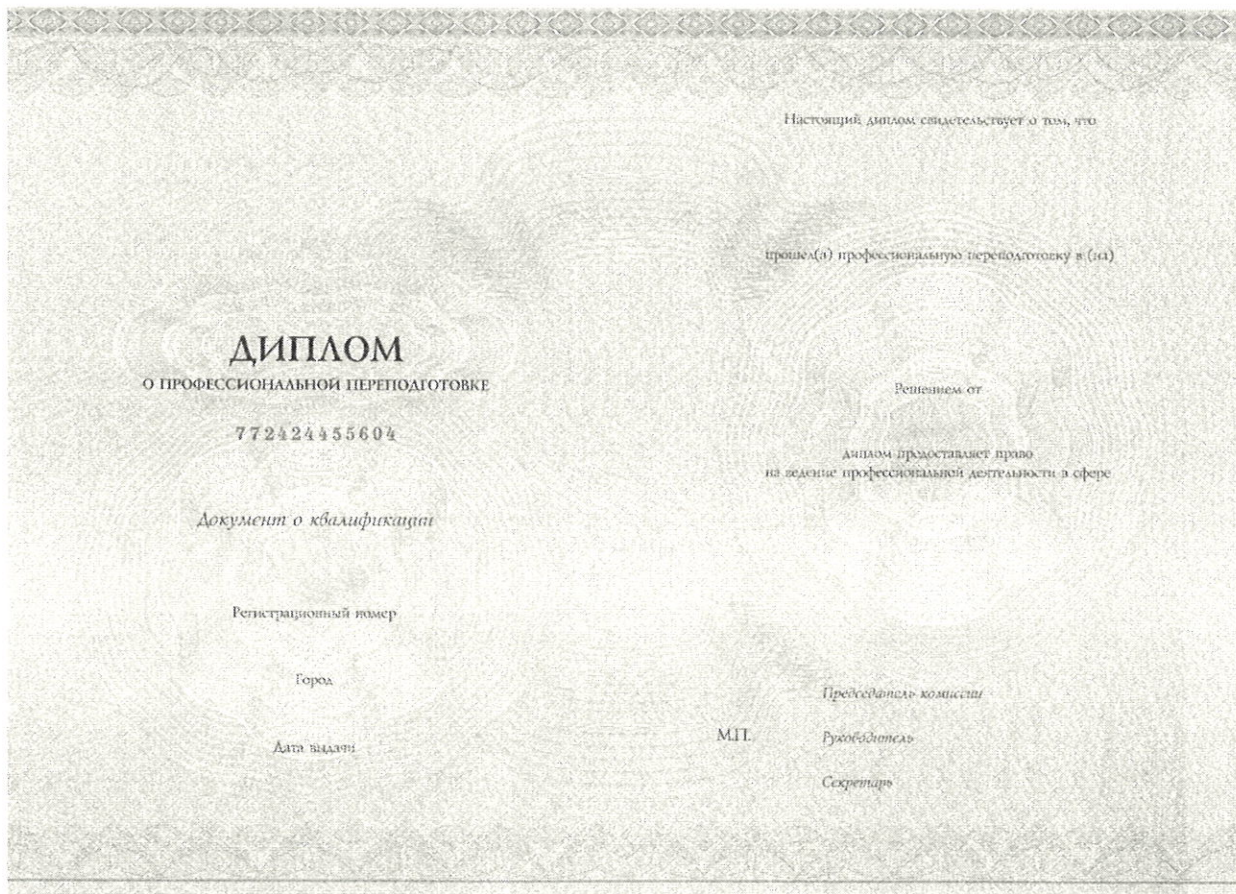 ДИПЛОМ
О ПРОФЕССИОНАЛЬНОЙ ПЕРЕПОДГОТОВКЕ
772424455604
Документ о квалификации
Регистрационный номер
Город
Дата выдачи
Настоящий диплом свидетельствует о том, что
прошел(а) профессиональную переподготовку в (на)
Решением от
диплом предоставляет право
на ведение профессиональной деятельности в сфере
Председатель комиссии
М.П. Руководитель
Секретарь